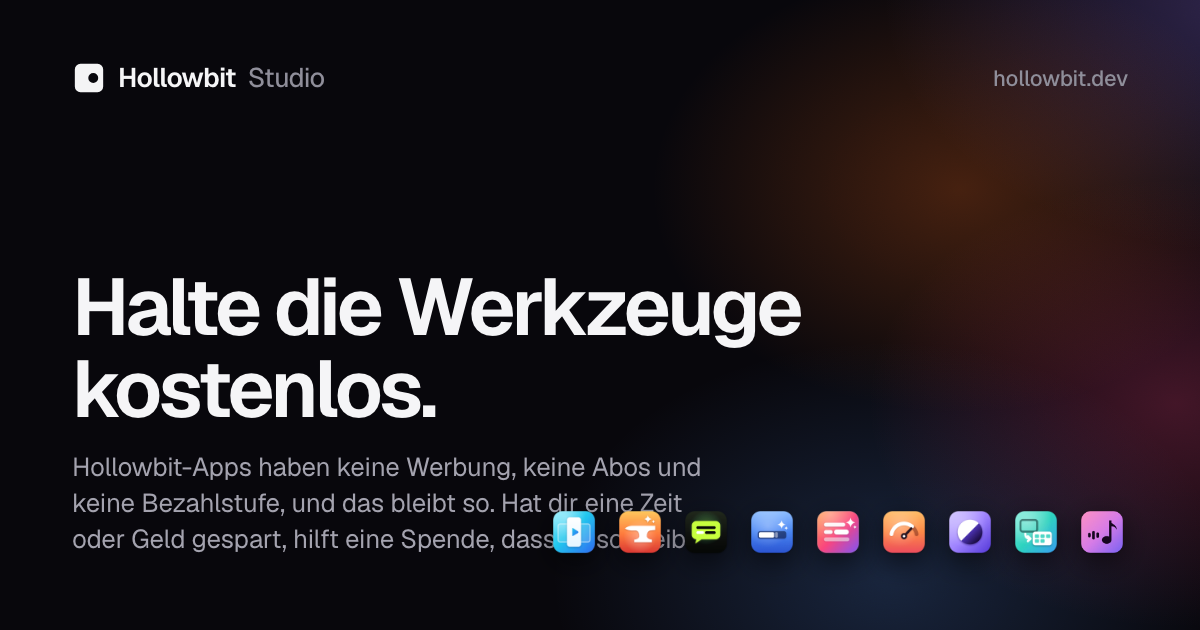 Hollowbit Studio
hollowbit.dev
Halte die Werkzeuge
kostenlos.
Hollowbit-Apps haben keine Werbung, keine Abos und
keine Bezahlstufe, und das bleibt so. Hat dir eine Zeit
oder Geld gespart, hilft eine Spende, dass